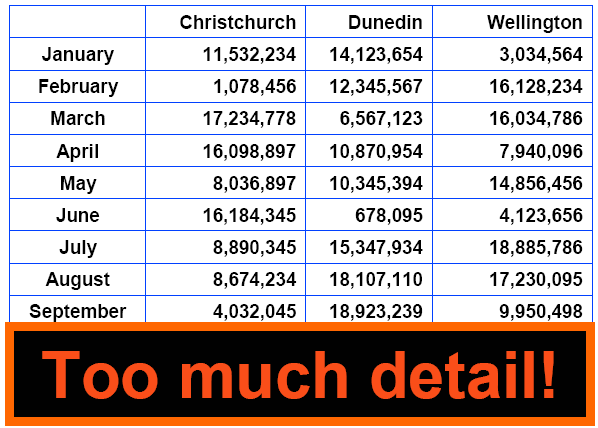 Christchurch Dunedin Wellington
January 11,532,234 14,123,654 3,034,564
February 1,078,456 12,345,567 16,128,234
March 17,234,778 6,567,123 16,034,786
April 16,098,897 10,870,954 7,940,096
May 8,036,897 10,345,394 14,856,456
June 16,184,345 678,095 4,123,656
July 8,890,345 15,347,934 18,885,786
August 8,674,234 18,107,110 17,230,095
September 4,032,045 18,923,239 9,950,498
Too much detail!